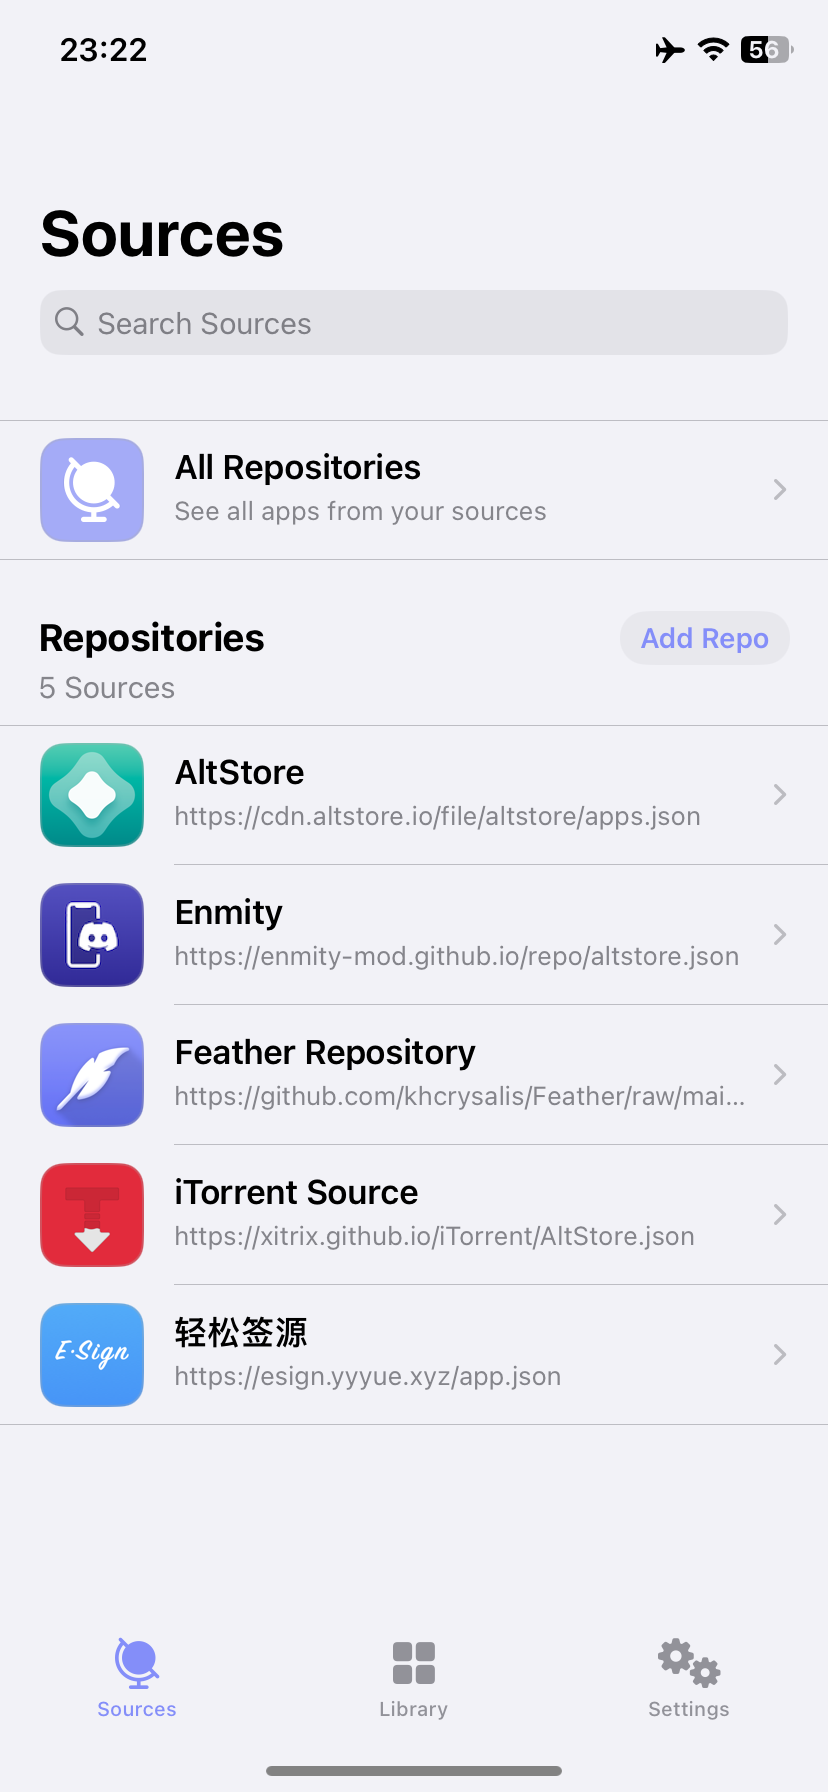 23:22
56
Sources
Search Sources
All Repositories
See all apps from your sources
Repositories
Add Repo
5 Sources
AltStore
https://cdn.altstore.io/file/altstore/apps.json
Enmity
https://enmity-mod.github.io/repo/altstore.json
Feather Repository
https://github.com/khcrysalis/Feather/raw/mai...
iTorrent Source
https://xitrix.github.io/iTorrent/AltStore.json
E·Sign
轻松签源
https://esign.yyyue.xyz/app.json
Sources
Library
Settings